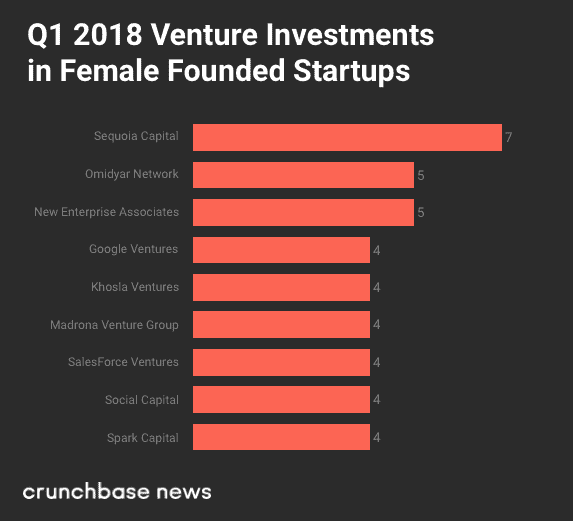 Q1 2018 Venture Investments
in Female Founded Startups
Sequoia Capital 7
Omidyar Network 5
New Enterprise Associates 5
Google Ventures 4
Khosla Ventures 4
Madrona Venture Group 4
SalesForce Ventures 4
Social Capital 4
Spark Capital 4
crunchbase news